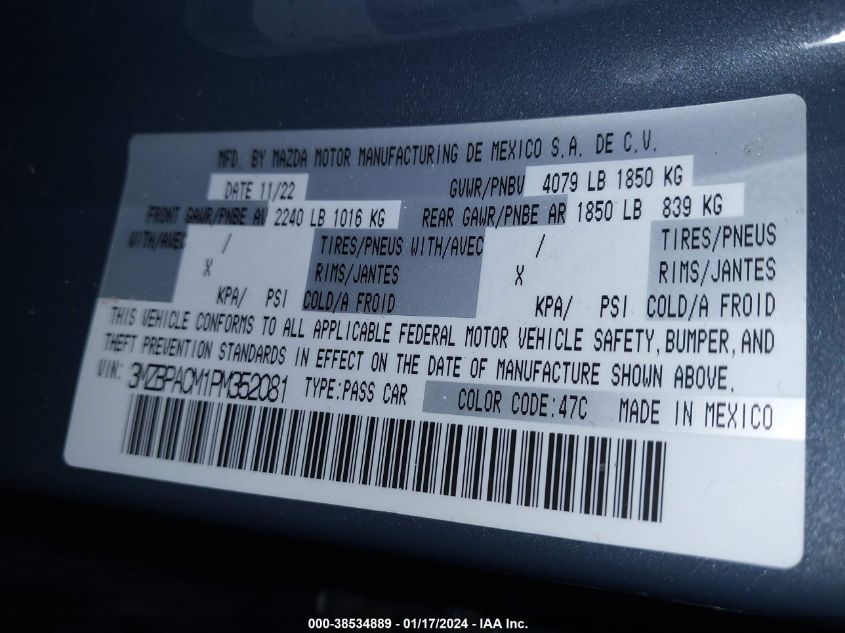 MFD. BY MAZDA MOTOR MANUFACTURING DE MEXICO S.A. DE C.V.
DATE 11/22 GVWR/PNBV 4079 LB 1850 KG
FRONT GAWR/PNBE AV 2240 LB 1016 KG REAR GAWR/PNBE AR 1850 LB 839 KG
WITH/AVEC / TIRES/PNEUS WITH/AVEC / TIRES/PNEUS
X RIMS/JANTES X RIMS/JANTES
KPA/ PSI COLD/A FROID KPA/ PSI COLD/A FROID
THIS VEHICLE CONFORMS TO ALL APPLICABLE FEDERAL MOTOR VEHICLE SAFETY, BUMPER, AND
THEFT PREVENTION STANDARDS IN EFFECT ON THE DATE OF MANUFACTURE SHOWN ABOVE.
VIN: 3MZBPACM1PM352081 TYPE:PASS CAR COLOR CODE:47C MADE IN MEXICO
000-38534889 - 01/17/2024 - IAA Inc.